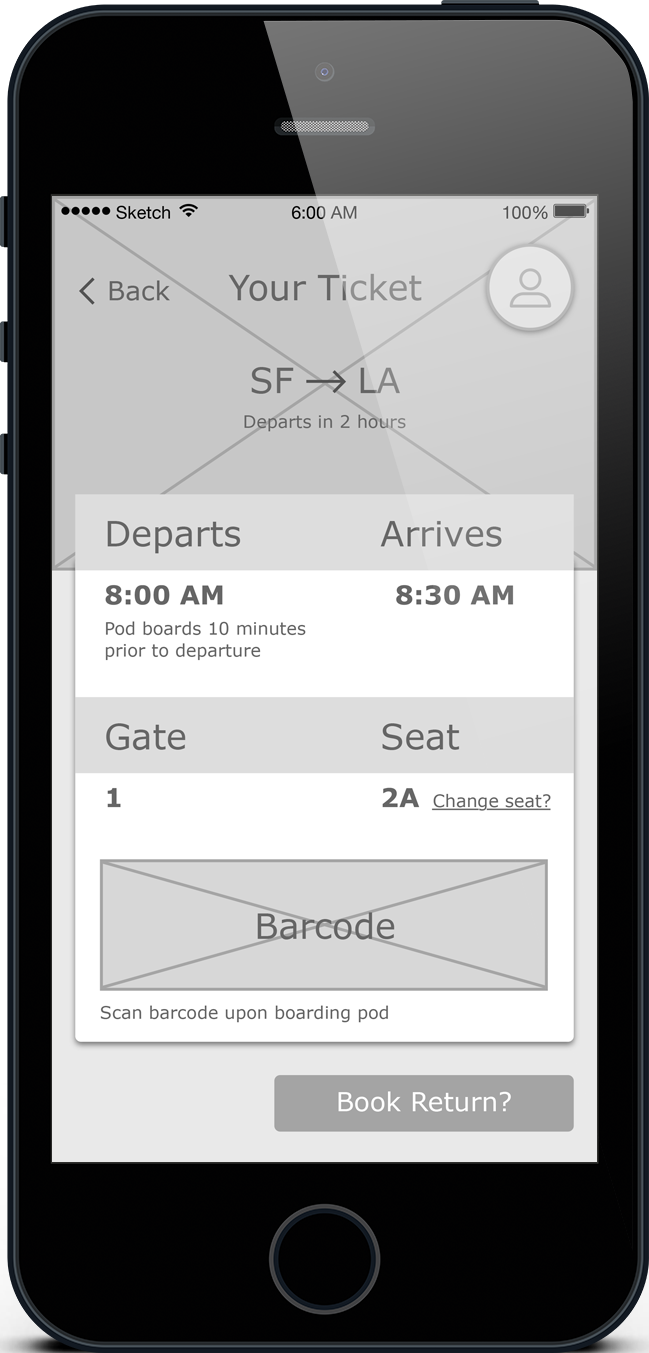 Sketch 6:00 AM 100%
Back Your Ticket
SF → LA
Departs in 2 hours
Departs Arrives
8:00 AM 8:30 AM
Pod boards 10 minutes
prior to departure
Gate Seat
1 2A Change seat?
Barcode
Scan barcode upon boarding pod
Book Return?